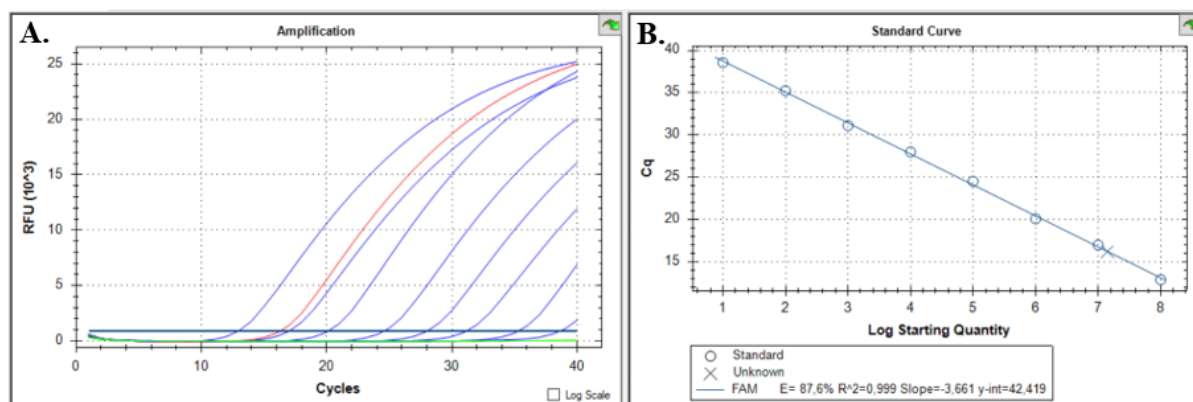 A.
Amplification
25
20
15
10
5
0
RFU (10^3)
0 10 20 30 40
Cycles
Log Scale
B.
Standard Curve
40
35
30
25
20
15
Cq
1 2 3 4 5 6 7 8
Log Starting Quantity
Standard
Unknown
FAM E= 87,6% R^2=0,999 Slope=-3,661 y-int=42,419